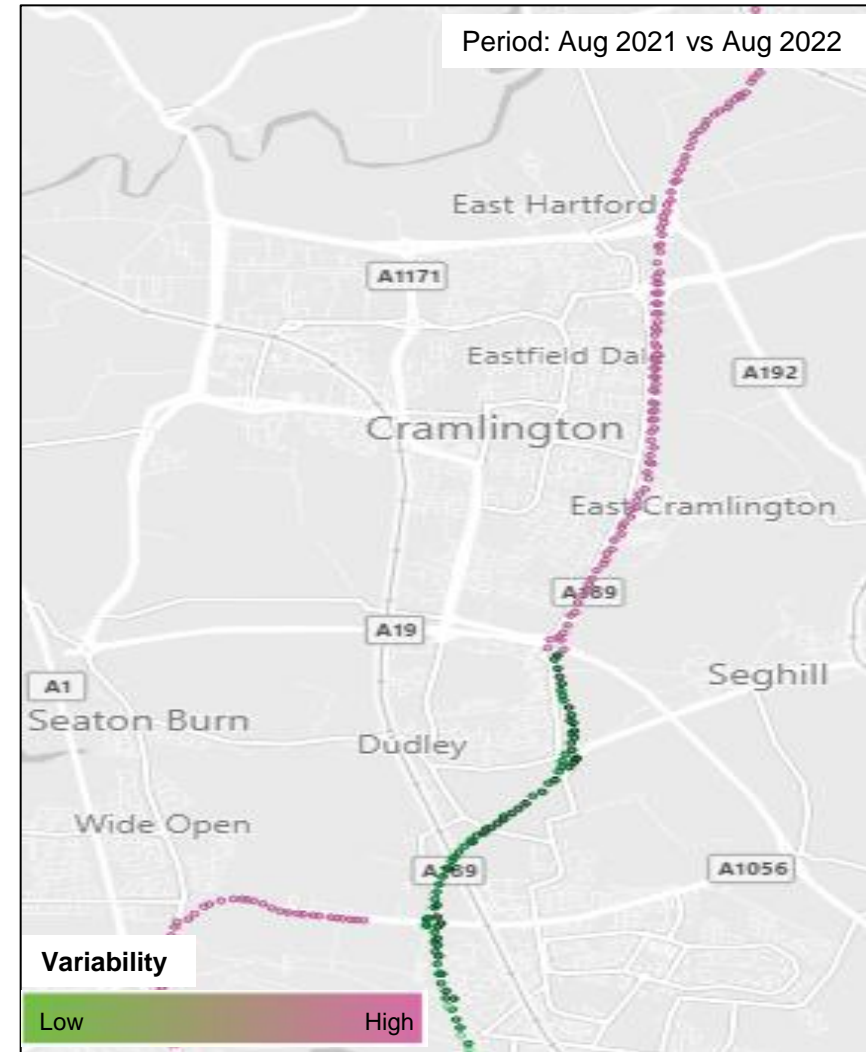 Period: Aug 2021 vs Aug 2022
East Hartford
A1171
Eastfield Dale
A192
Cramlington
East Cramlington
A189
A19
A1
Seghill
Seaton Burn
Dudley
Wide Open
A189
A1056
Variability
Low High